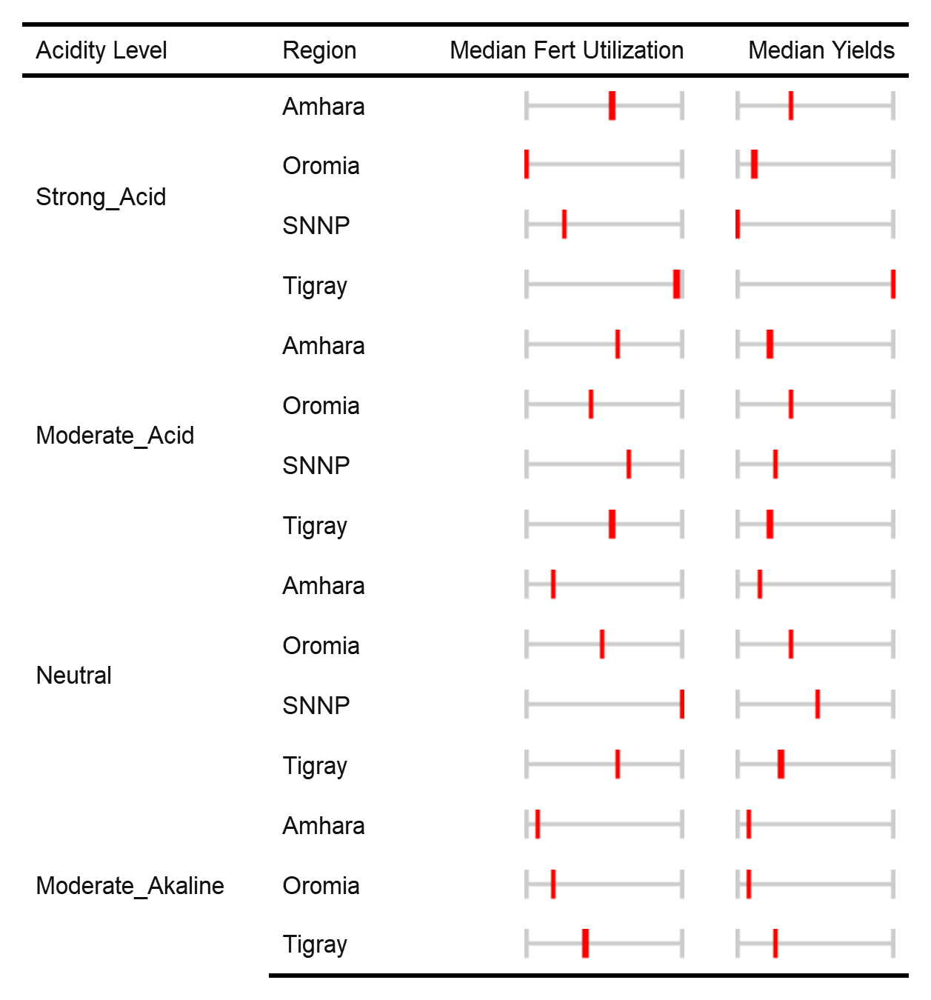 Acidity Level Region Median Fert Utilization Median Yields
Amhara
Oromia
Strong_Acid
SNNP
Tigray
Amhara
Oromia
Moderate_Acid
SNNP
Tigray
Amhara
Oromia
Neutral
SNNP
Tigray
Amhara
Moderate_Akaline Oromia
Tigray